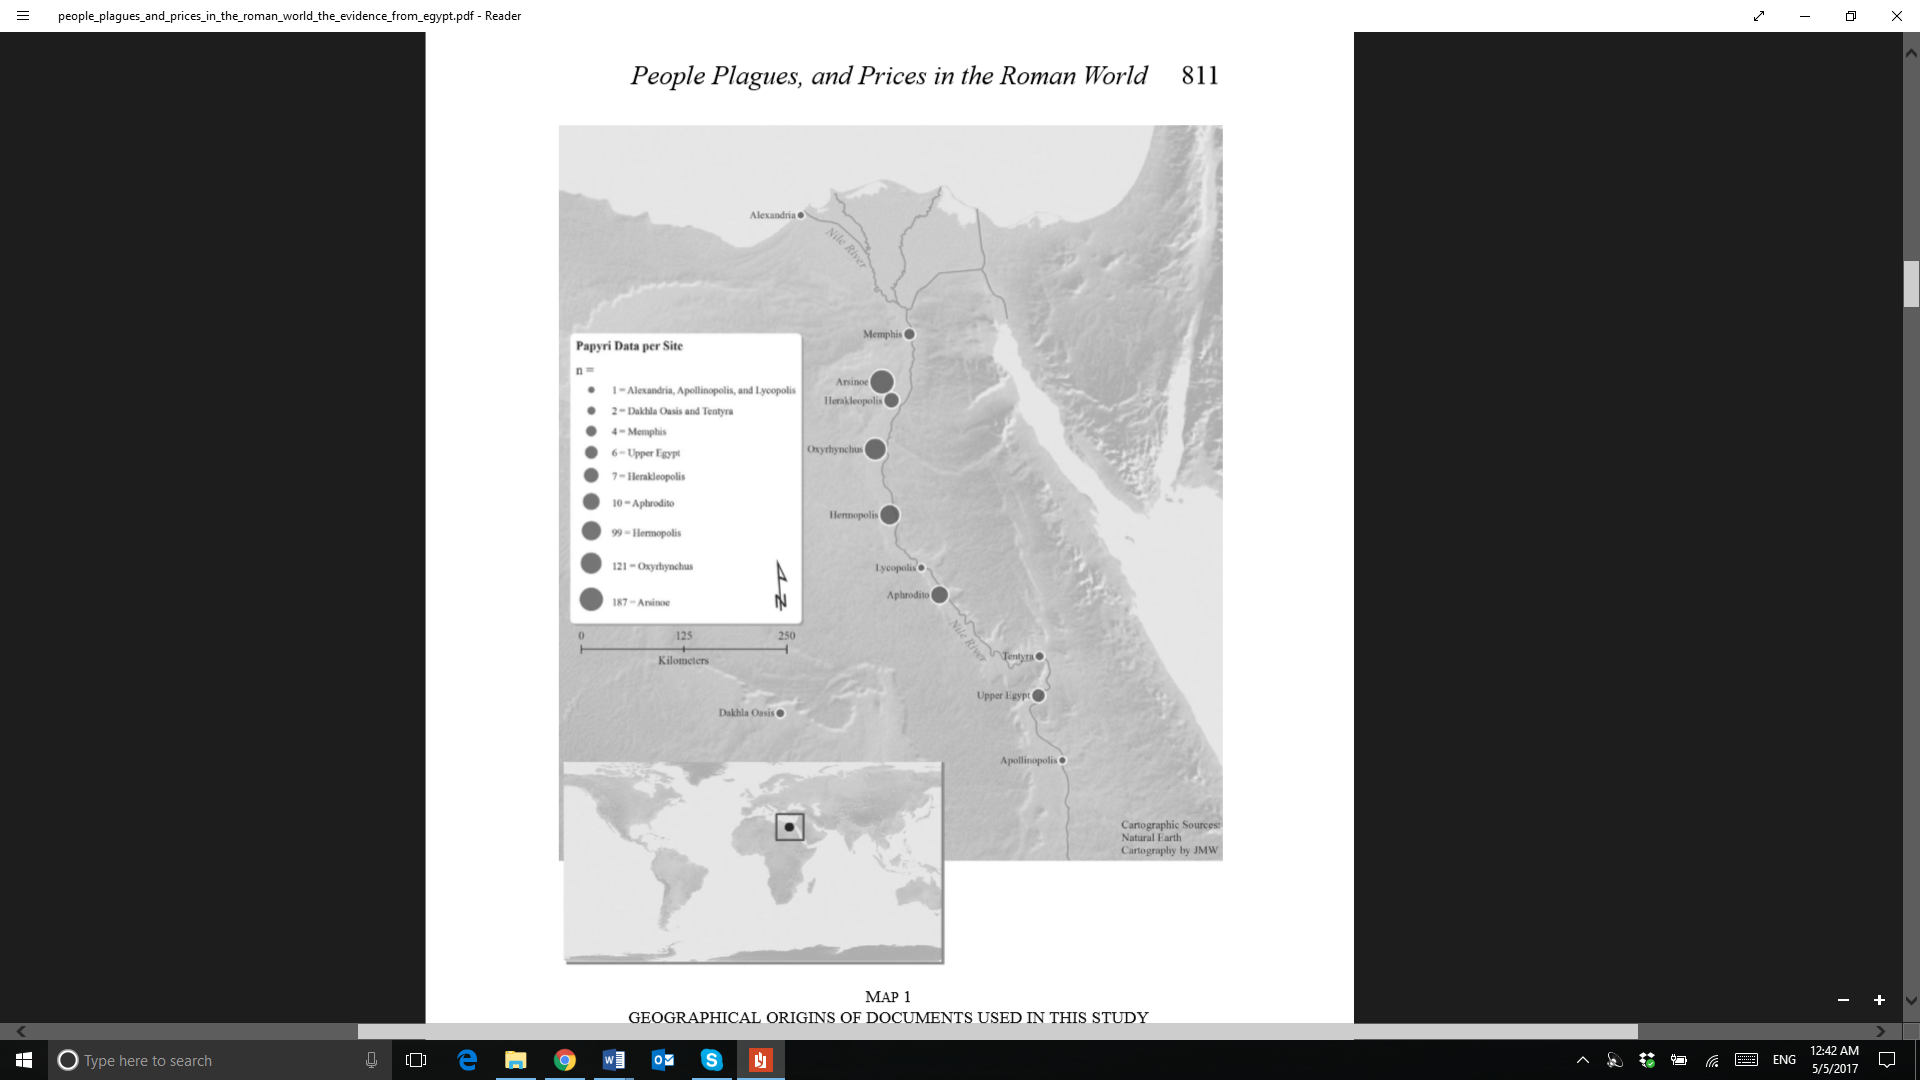 people_plagues_and_prices_in_the_roman_world_the_evidence_from_egypt.pdf - Reader
People Plagues, and Prices in the Roman World 811
Alexandria
Nile River
Memphis
Arsinoe
Herakleopolis
Oxyrhynchus
Hermopolis
Lycopolis
Aphrodito
Nile River
Tentyra
Upper Egypt
Dakhla Oasis
Apollinopolis
Papyri Data per Site
n =
1 = Alexandria, Apollinopolis, and Lycopolis
2 = Dakhla Oasis and Tentyra
4 = Memphis
6 = Upper Egypt
7 = Herakleopolis
10 = Aphrodito
99 = Hermopolis
121 = Oxyrhynchus
187 = Arsinoe
N
0 125 250
Kilometers
Cartographic Sources:
Natural Earth
Cartography by JMW
MAP 1
GEOGRAPHICAL ORIGINS OF DOCUMENTS USED IN THIS STUDY
Type here to search
ENG
12:42 AM
5/5/2017